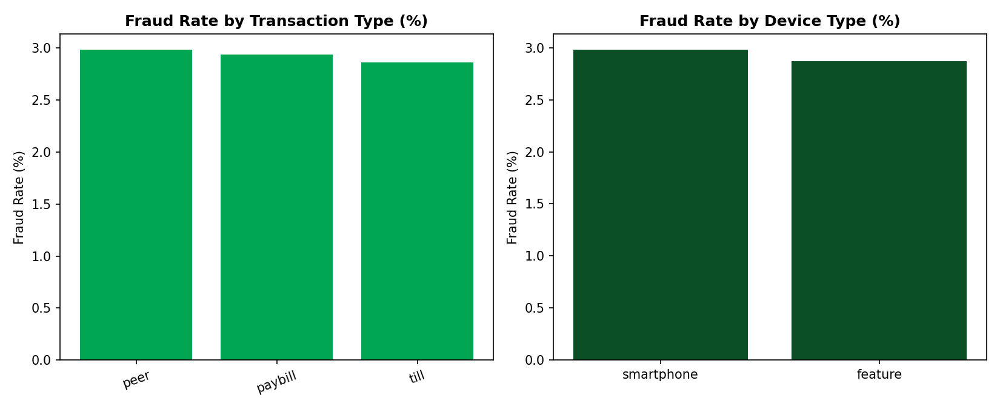 Fraud Rate by Transaction Type (%)
Fraud Rate (%)
3.0
2.5
2.0
1.5
1.0
0.5
0.0
peer
paybill
till
Fraud Rate by Device Type (%)
Fraud Rate (%)
3.0
2.5
2.0
1.5
1.0
0.5
0.0
smartphone
feature